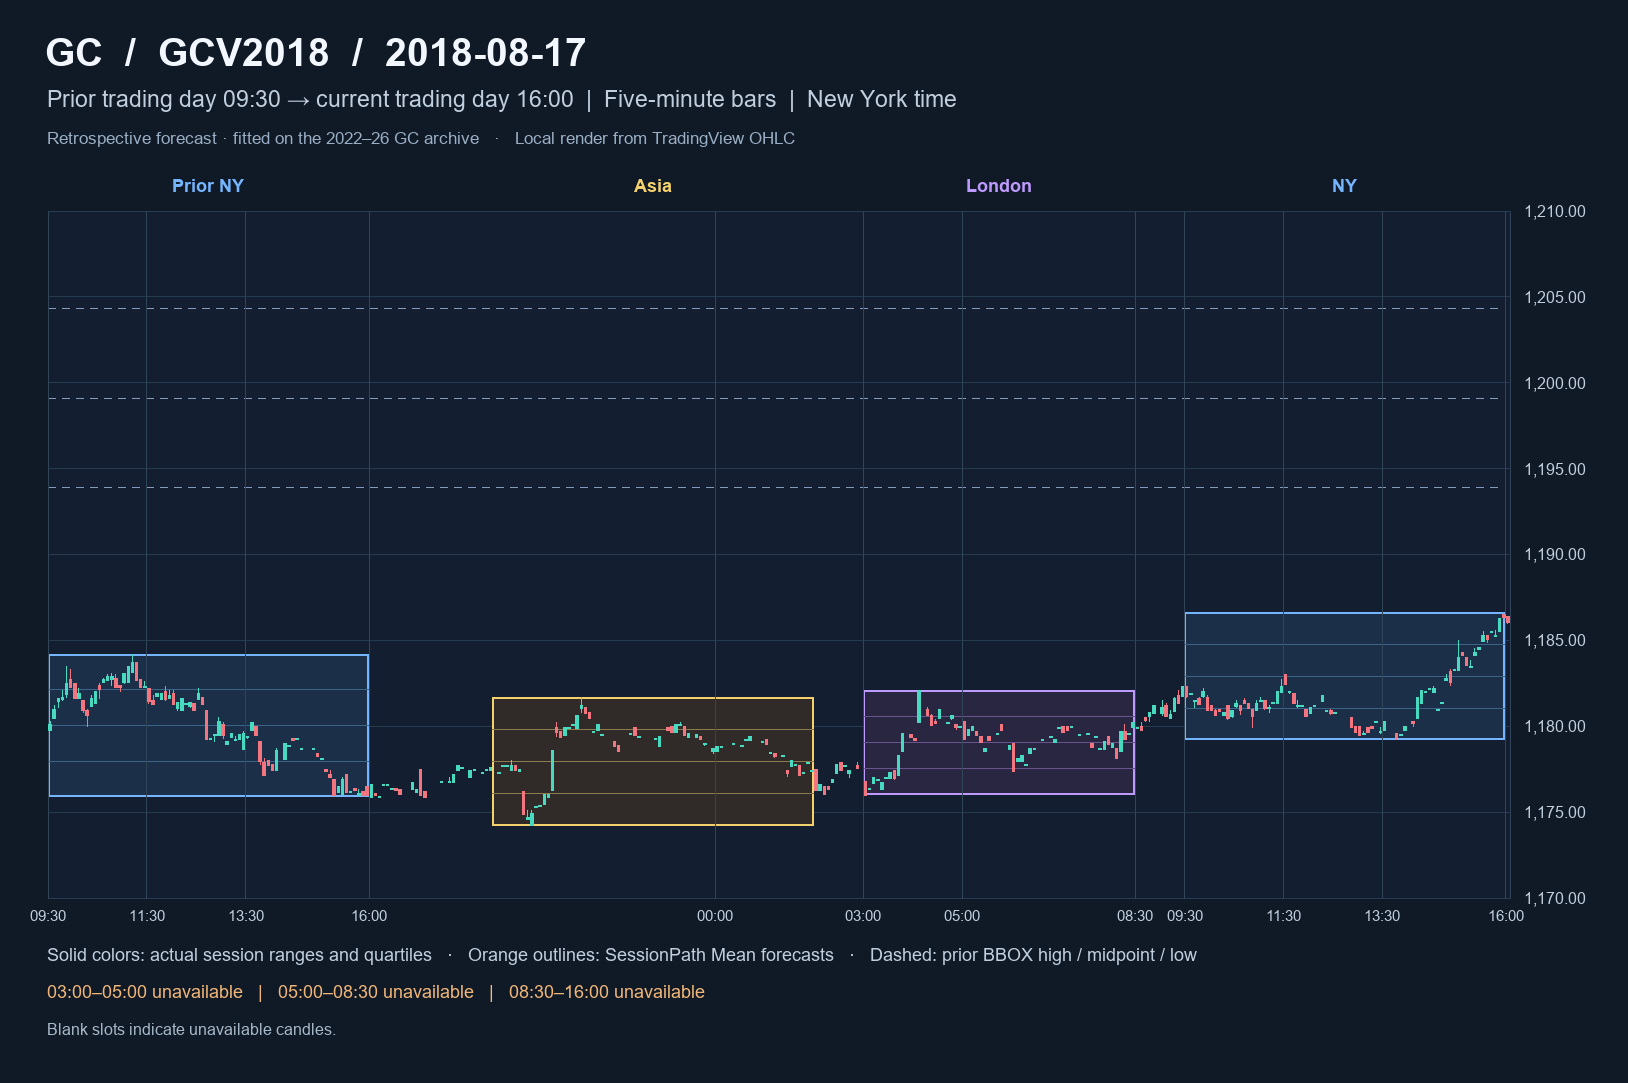 GC / GCV2018 / 2018-08-17
Prior trading day 09:30 → current trading day 16:00 | Five-minute bars | New York time
Retrospective forecast · fitted on the 2022–26 GC archive · Local render from TradingView OHLC
Prior NY Asia London NY
1,210.00
1,205.00
1,200.00
1,195.00
1,190.00
1,185.00
1,180.00
1,175.00
1,170.00
09:30 11:30 13:30 16:00 00:00 03:00 05:00 08:30 09:30 11:30 13:30 16:00
Solid colors: actual session ranges and quartiles · Orange outlines: SessionPath Mean forecasts · Dashed: prior BBOX high / midpoint / low
03:00–05:00 unavailable | 05:00–08:30 unavailable | 08:30–16:00 unavailable
Blank slots indicate unavailable candles.